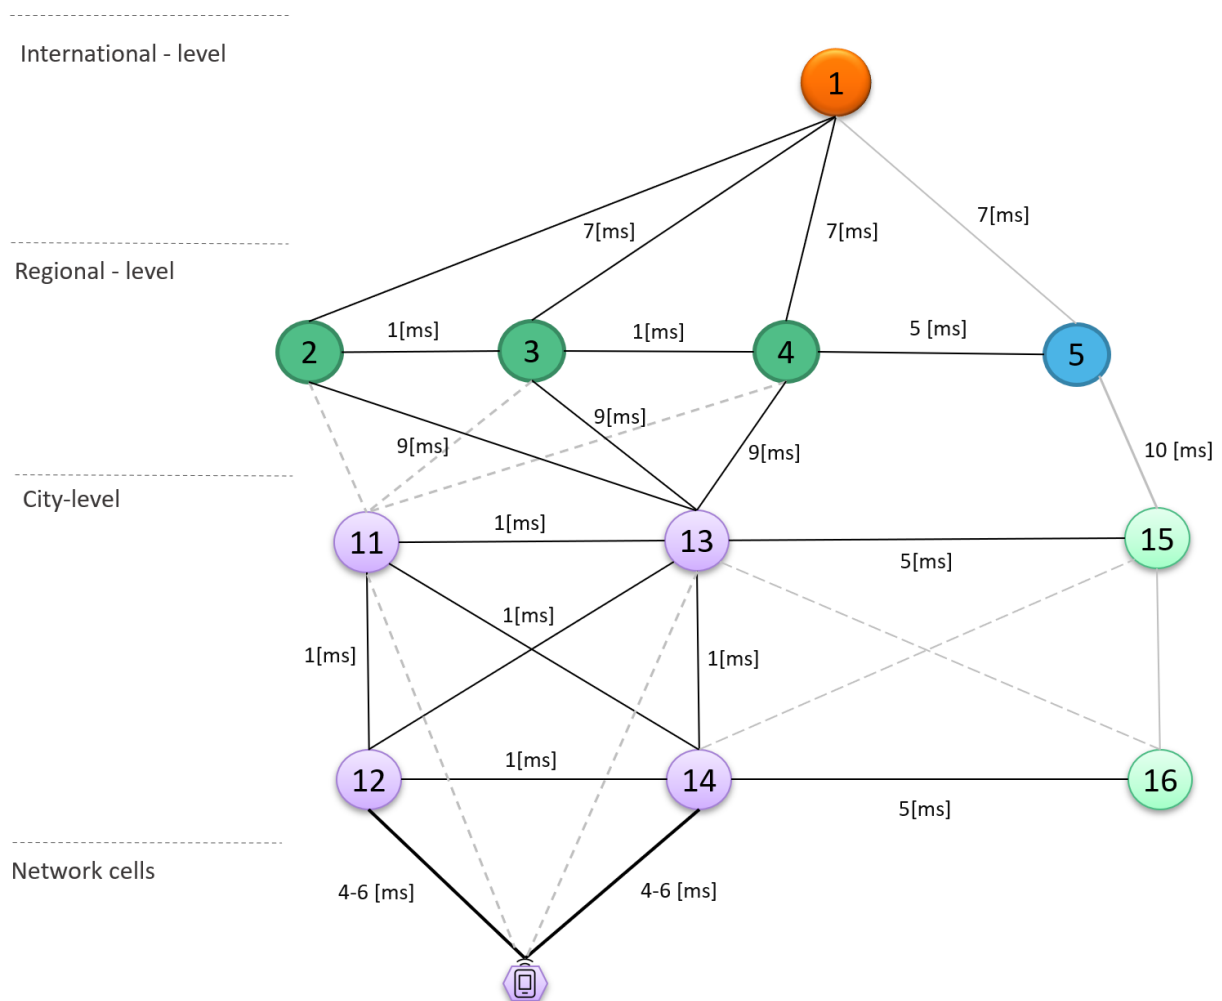 International - level
1
7[ms]
7[ms]
7[ms]
Regional - level
2
1[ms]
3
1[ms]
4
5 [ms]
5
9[ms]
9[ms]
9[ms]
10 [ms]
City-level
11
1[ms]
13
5[ms]
15
1[ms]
1[ms]
1[ms]
12
1[ms]
14
5[ms]
16
Network cells
4-6 [ms]
4-6 [ms]